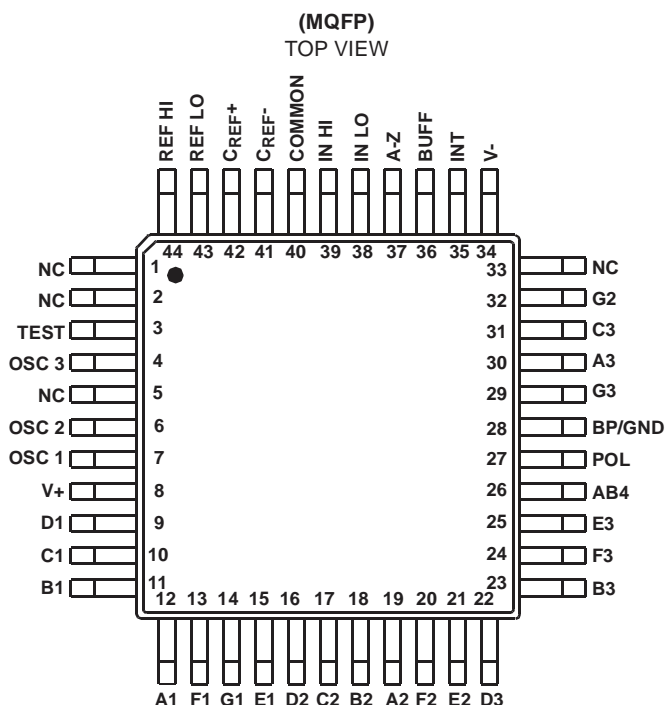 (MQFP)
TOP VIEW
REF HI
REF LO
CREF+
CREF-
COMMON
IN HI
IN LO
A-Z
BUFF
INT
V-
44 43 42 41 40 39 38 37 36 35 34
NC 1 33 NC
NC 2 32 G2
TEST 3 31 C3
OSC 3 4 30 A3
NC 5 29 G3
OSC 2 6 28 BP/GND
OSC 1 7 27 POL
V+ 8 26 AB4
D1 9 25 E3
C1 10 24 F3
B1 11 23 B3
12 13 14 15 16 17 18 19 20 21 22
A1 F1 G1 E1 D2 C2 B2 A2 F2 E2 D3